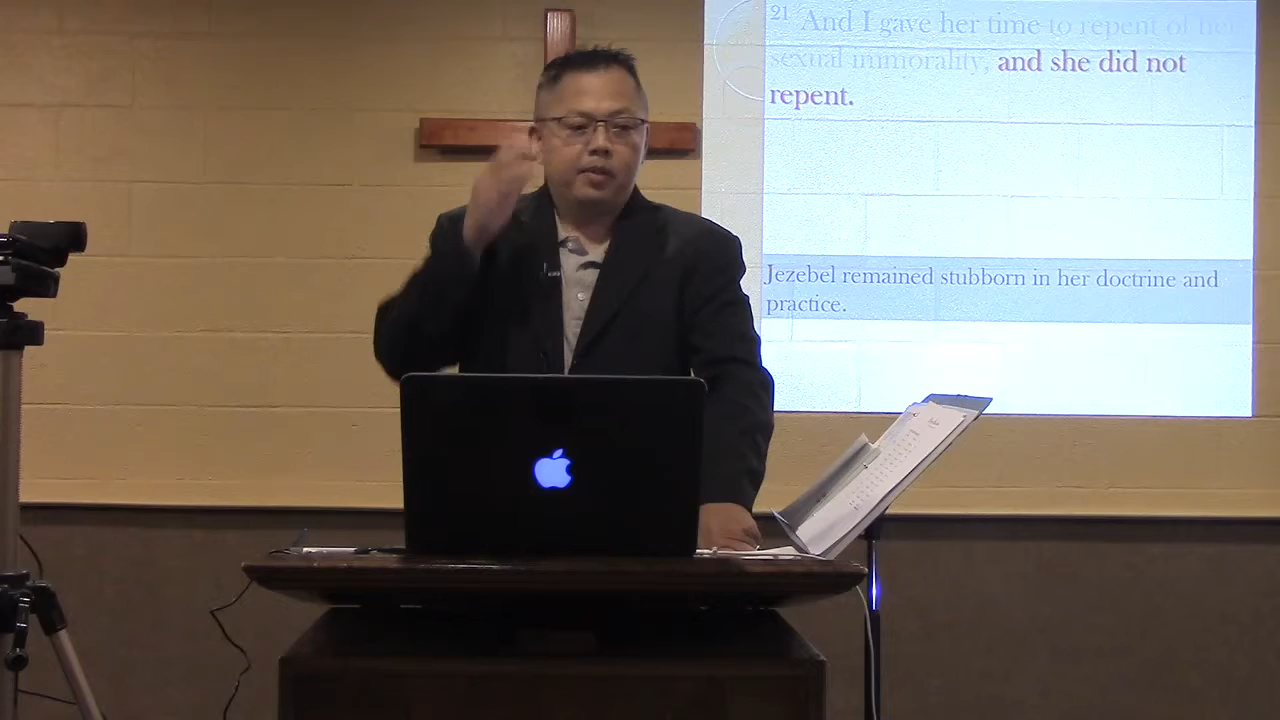 21 And I gave her time to repent of her
sexual immorality, and she did not
repent.
Jezebel remained stubborn in her doctrine and
practice.